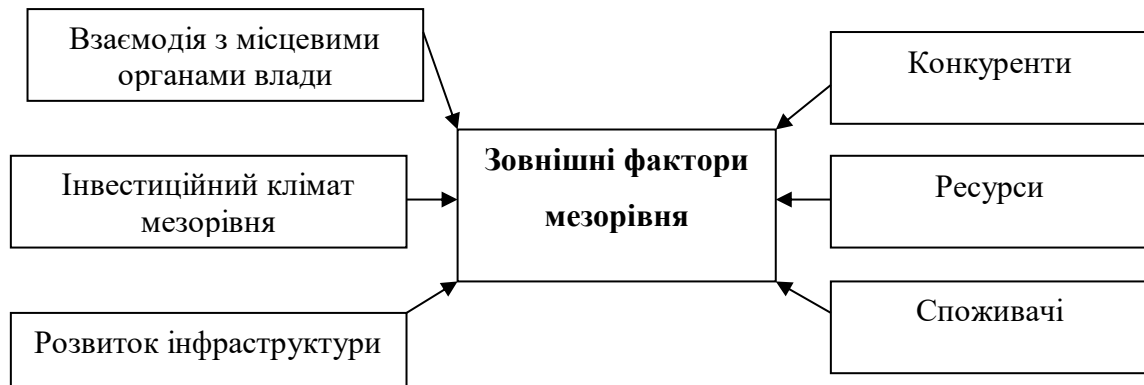 Взаємодія з місцевими
органами влади
Інвестиційний клімат
мезорівня
Розвиток інфраструктури
Зовнішні фактори
мезорівня
Конкуренти
Ресурси
Споживачі